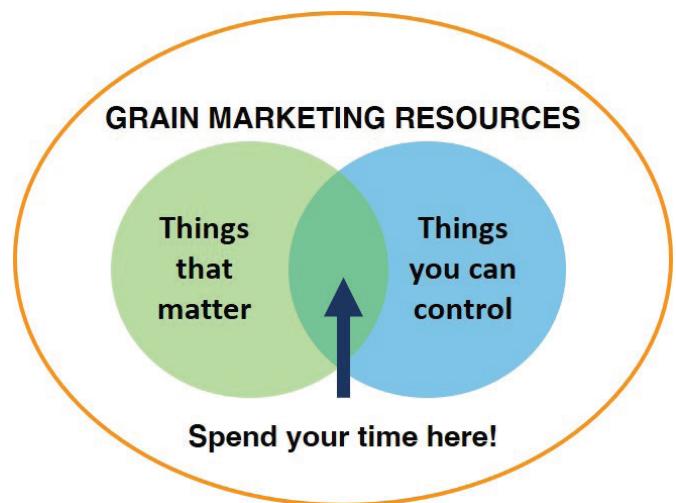 GRAIN MARKETING RESOURCES
Things
that
matter
Things
you can
control
Spend your time here!